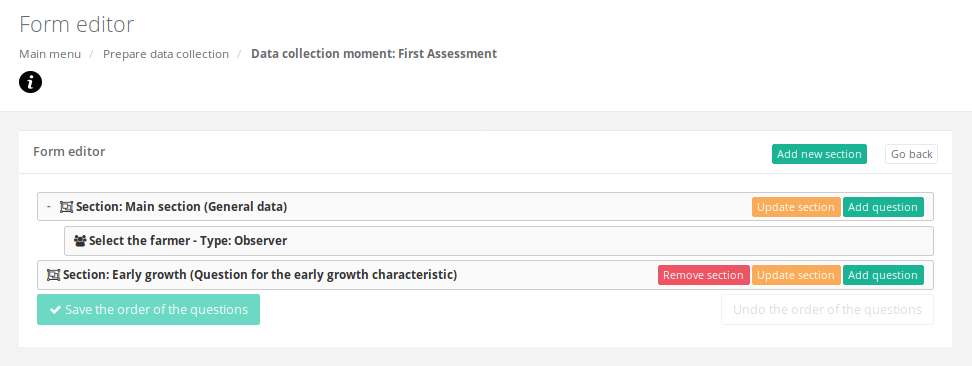 Form editor
Main menu / Prepare data collection / Data collection moment: First Assessment
i
Form editor
Add new section
Go back
- Section: Main section (General data)
Update section
Add question
Select the farmer - Type: Observer
Section: Early growth (Question for the early growth characteristic)
Remove section
Update section
Add question
Save the order of the questions
Undo the order of the questions